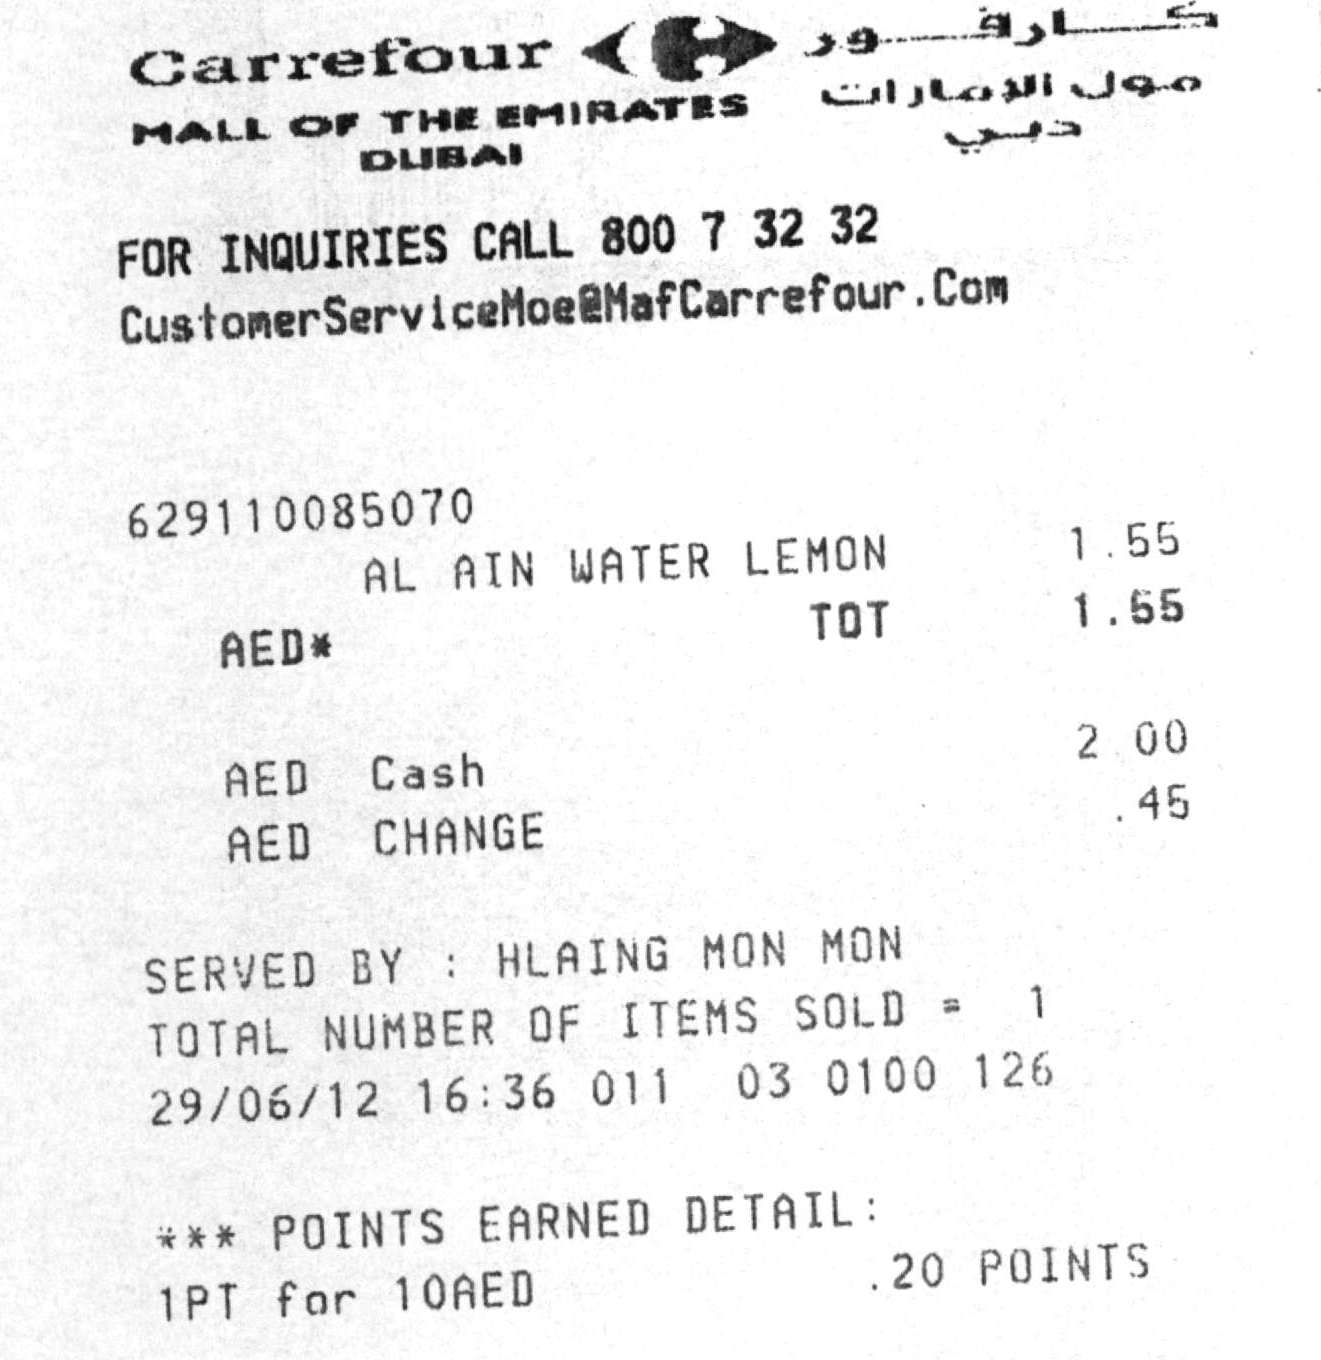 Carrefour كارفور
MALL OF THE EMIRATES مول الإمارات
DUBAI دبي
FOR INQUIRIES CALL 800 7 32 32
CustomerServiceMoe@MafCarrefour.Com
629110085070
AL AIN WATER LEMON 1.55
AED* TOT 1.55
AED Cash 2.00
AED CHANGE .45
SERVED BY : HLAING MON MON
TOTAL NUMBER OF ITEMS SOLD = 1
29/06/12 16:36 011 03 0100 126
*** POINTS EARNED DETAIL:
1PT for 10AED .20 POINTS